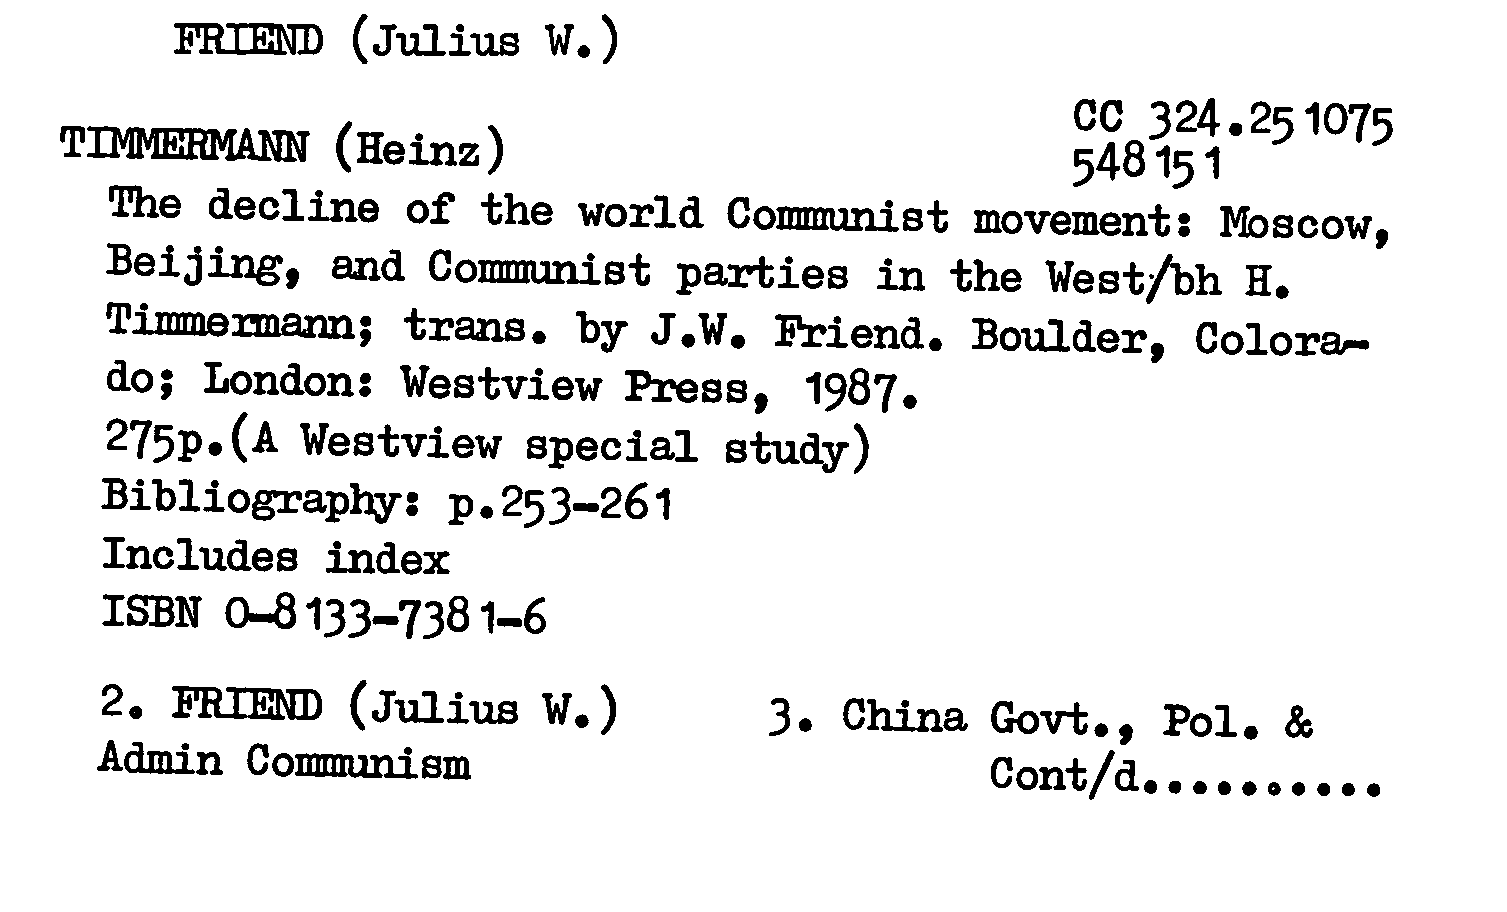 FRIEND (Julius W.)
CC 324.251075
TIMMERMANN (Heinz)
548151
The decline of the world Communist movement: Moscow,
Beijing, and Communist parties in the West/bh H.
Timmermann; trans. by J.W. Friend. Boulder, Colora-
do; London: Westview Press, 1987.
275p.(A Westview special study)
Bibliography: p.253-261
Includes index
ISBN 0-8133-7381-6
2. FRIEND (Julius W.) 3. China Govt., Pol. &
Admin Communism Cont/d..........